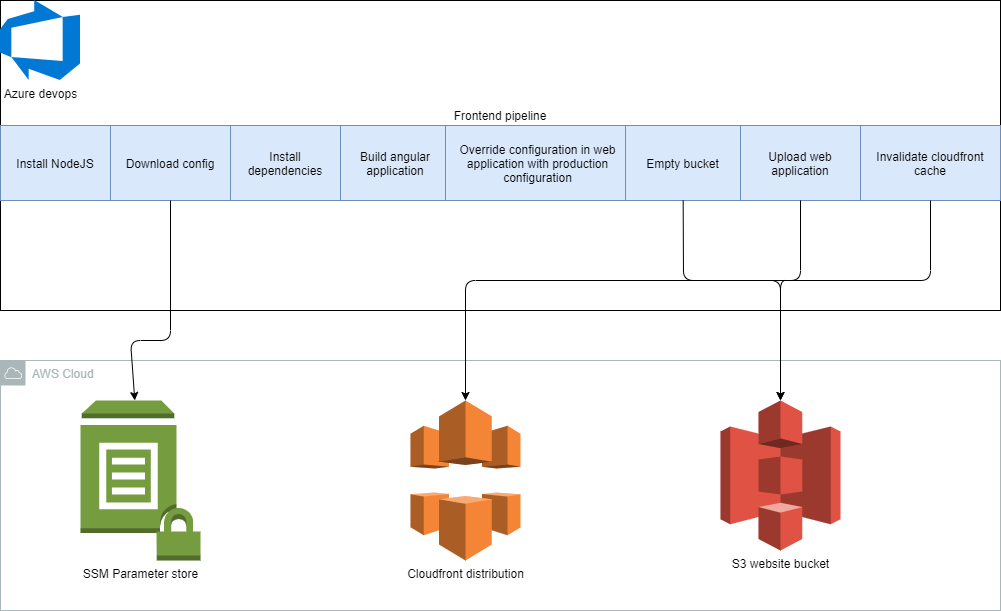 Azure devops
Frontend pipeline
Install NodeJS
Download config
Install
dependencies
Build angular
application
Override configuration in web
application with production
configuration
Empty bucket
Upload web
application
Invalidate cloudfront
cache
AWS Cloud
SSM Parameter store
Cloudfront distribution
S3 website bucket